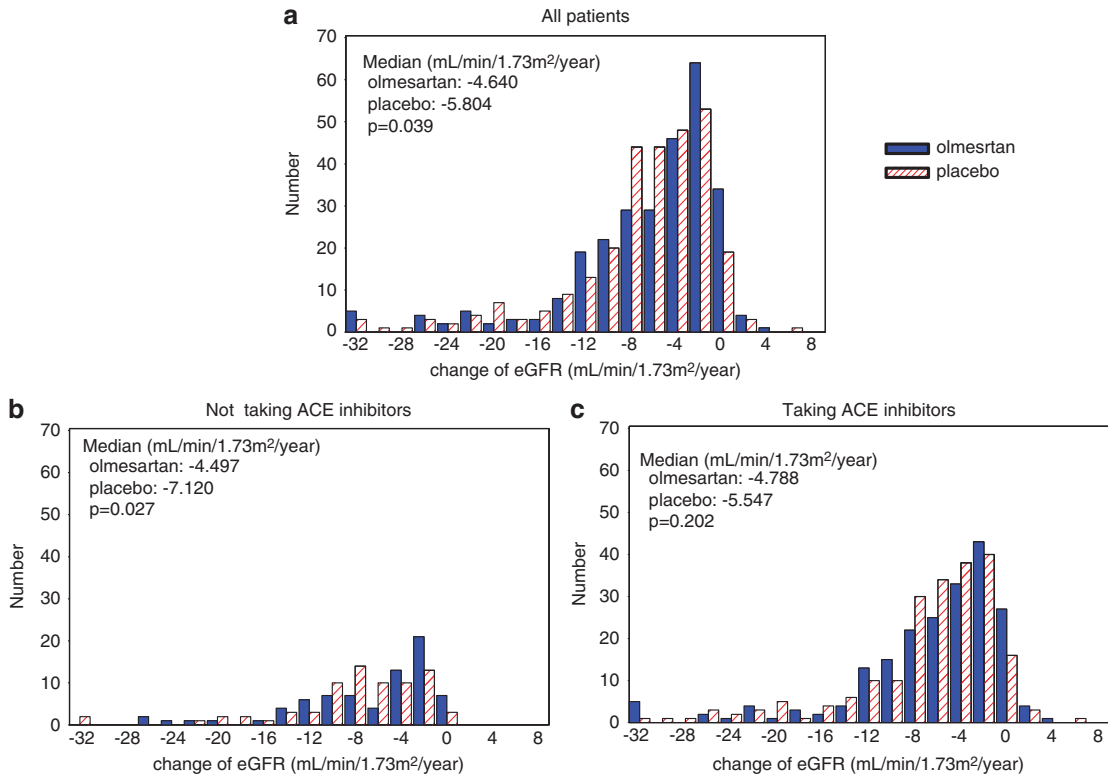 a
All patients
70
60
50
40
30
20
10
0
Number
Median (mL/min/1.73m²/year)
olmesartan: -4.640
placebo: -5.804
p=0.039
-32 -28 -24 -20 -16 -12 -8 -4 0 4 8
change of eGFR (mL/min/1.73m²/year)
olmesrtan
placebo
b
Not taking ACE inhibitors
70
60
50
40
30
20
10
0
Number
Median (mL/min/1.73m²/year)
olmesartan: -4.497
placebo: -7.120
p=0.027
-32 -28 -24 -20 -16 -12 -8 -4 0 4 8
change of eGFR (mL/min/1.73m²/year)
c
Taking ACE inhibitors
70
60
50
40
30
20
10
0
Number
Median (mL/min/1.73m²/year)
olmesartan: -4.788
placebo: -5.547
p=0.202
-32 -28 -24 -20 -16 -12 -8 -4 0 4 8
change of eGFR (mL/min/1.73m²/year)